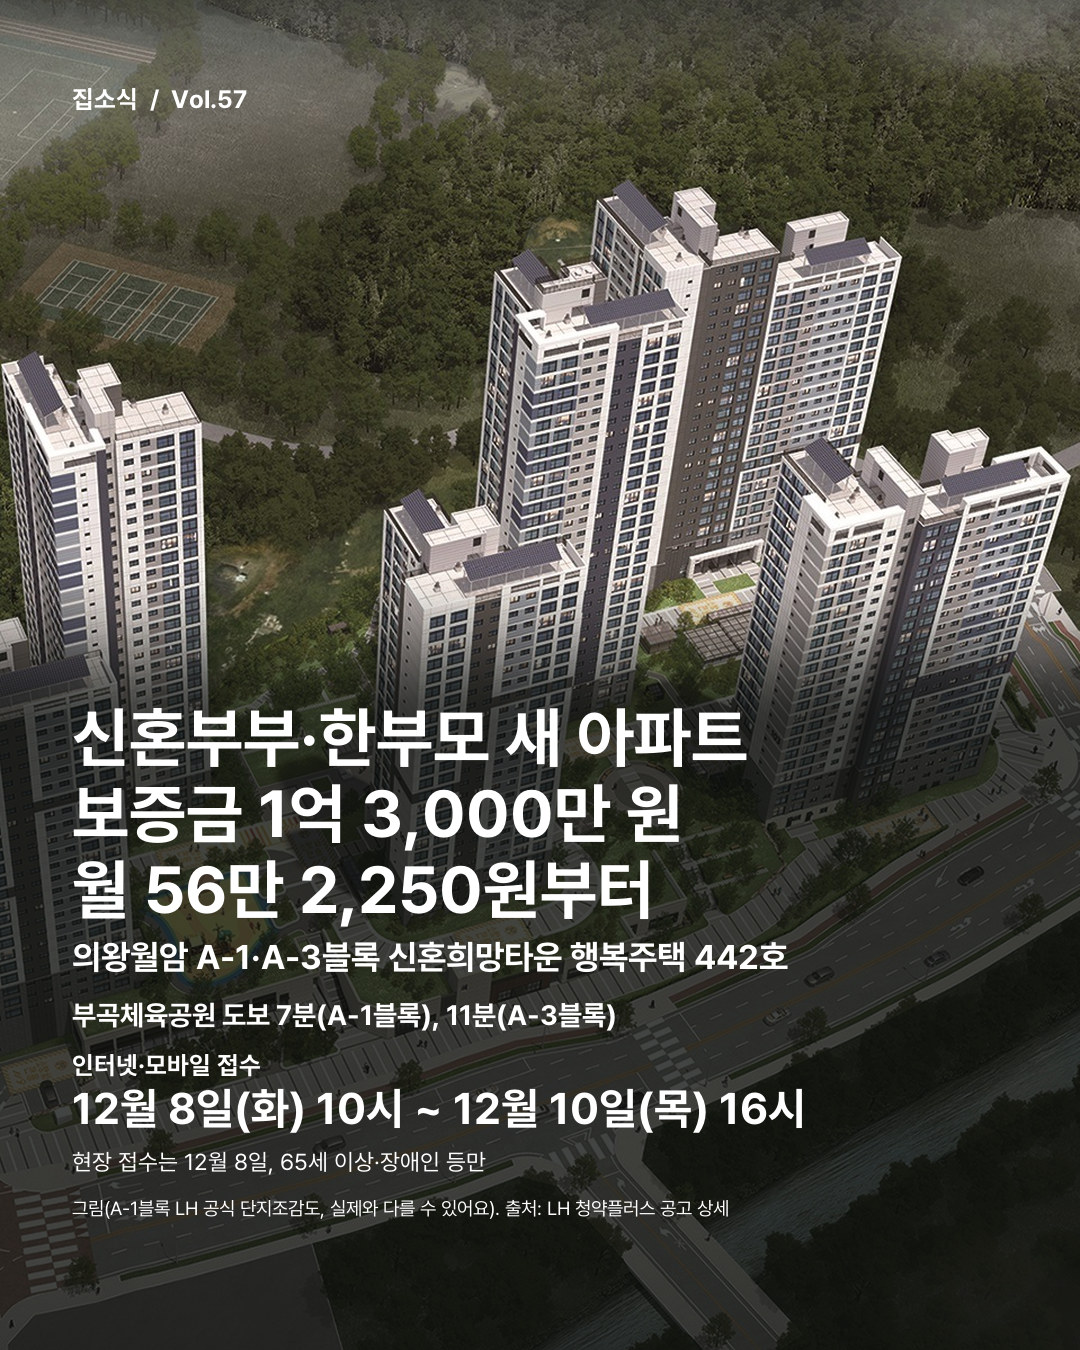 집소식 / Vol.57
신혼부부·한부모 새 아파트
보증금 1억 3,000만 원
월 56만 2,250원부터
의왕월암 A-1·A-3블록 신혼희망타운 행복주택 442호
부곡체육공원 도보 7분(A-1블록), 11분(A-3블록)
인터넷·모바일 접수
12월 8일(화) 10시 ~ 12월 10일(목) 16시
현장 접수는 12월 8일, 65세 이상·장애인 등만
그림(A-1블록 LH 공식 단지조감도, 실제와 다를 수 있어요). 출처: LH 청약플러스 공고 상세